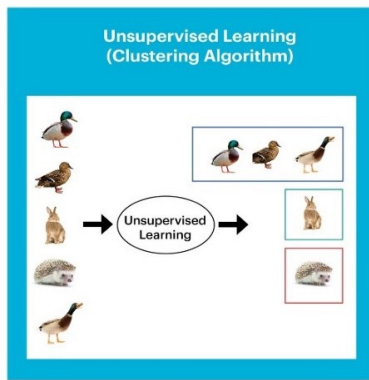 Unsupervised Learning
(Clustering Algorithm)
Unsupervised
Learning